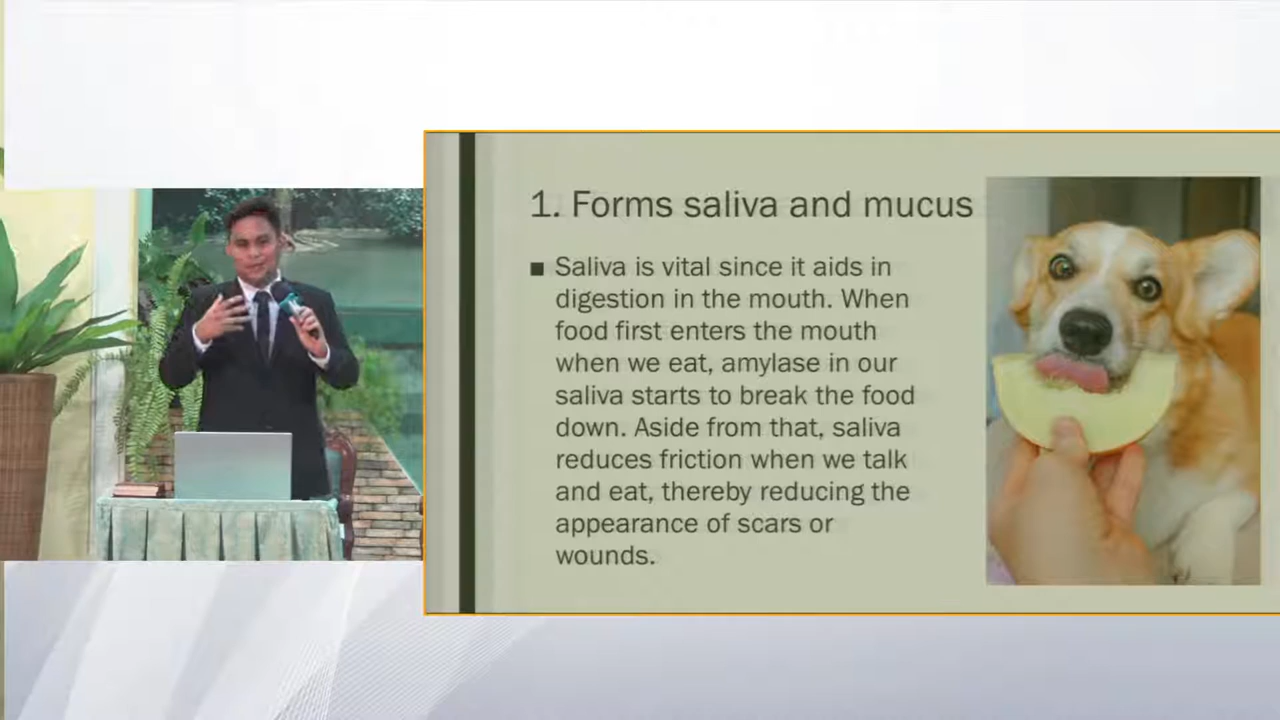 1. Forms saliva and mucus
■ Saliva is vital since it aids in
digestion in the mouth. When
food first enters the mouth
when we eat, amylase in our
saliva starts to break the food
down. Aside from that, saliva
reduces friction when we talk
and eat, thereby reducing the
appearance of scars or
wounds.